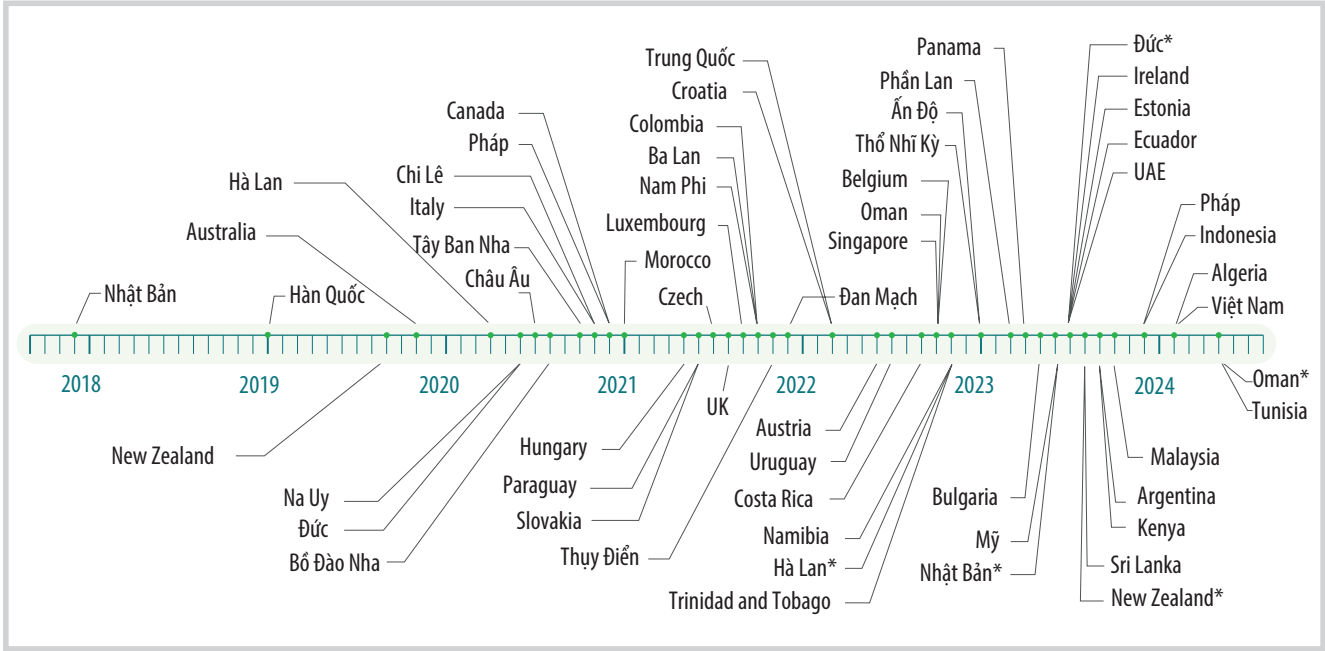 Trung Quốc
Croatia
Colombia
Ba Lan
Nam Phi
Luxembourg
Morocco
Czech
Đan Mạch
Canada
Pháp
Chi Lê
Italy
Tây Ban Nha
Châu Âu
Hà Lan
Australia
Nhật Bản
Hàn Quốc
Panama
Phần Lan
Ấn Độ
Thổ Nhĩ Kỳ
Belgium
Oman
Singapore
Đức*
Ireland
Estonia
Ecuador
UAE
Pháp
Indonesia
Algeria
Việt Nam
2018
2019
2020
2021
2022
2023
2024
New Zealand
Na Uy
Đức
Bồ Đào Nha
Hungary
Paraguay
Slovakia
Thụy Điển
UK
Austria
Uruguay
Costa Rica
Namibia
Hà Lan*
Trinidad and Tobago
Bulgaria
Mỹ
Nhật Bản*
Oman*
Tunisia
Malaysia
Argentina
Kenya
Sri Lanka
New Zealand*